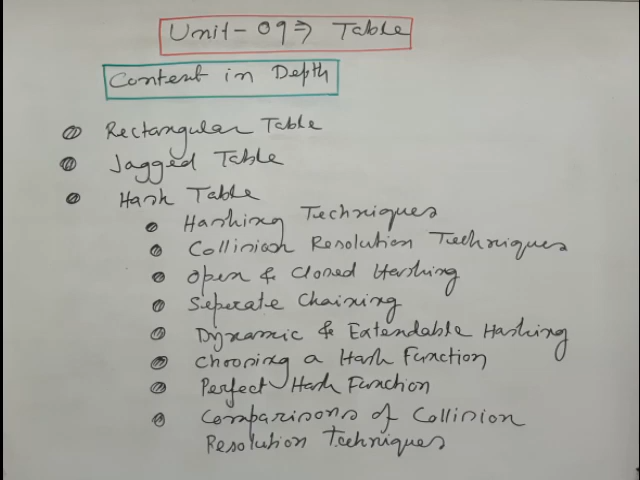 Unit-09⇒ Table
Content in Depth
Rectangular Table
Jagged Table
Hash Table
Hashing Techniques
Collision Resolution Techniques
Open & Closed Hashing
Seperate Chaining
Dynamic & Extendable Hashing
Choosing a Hash Function
Perfect Hash Function
Comparisons of Collision
Resolution Techniques